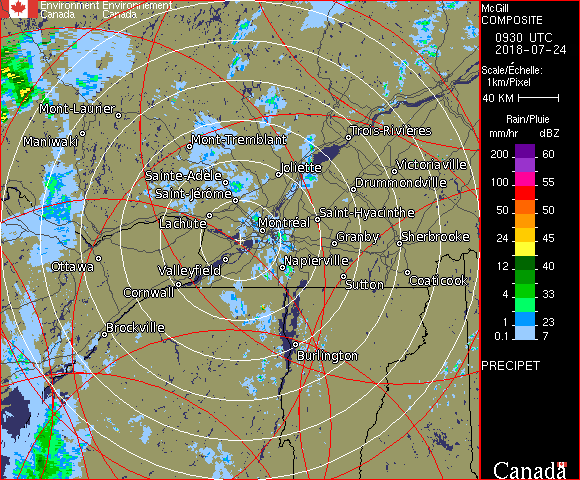 Environment Environnement
Canada Canada
McGill
COMPOSITE
0930 UTC
2018-07-24
Scale/Échelle:
1km/Pixel
40 KM
Rain/Pluie
mm/hr dBZ
200 60
100 55
50 50
24 45
12 40
4 33
1 23
0.1 7
PRECIPET
Canada
Mont-Laurier
Maniwaki
Mont-Tremblant
Trois-Rivières
Sainte-Adèle
Joliette
Victoriaville
Saint-Jérôme
Drummondville
Lachute
Montréal
Saint-Hyacinthe
Granby
Sherbrooke
Ottawa
Valleyfield
Napierville
Cornwall
Sutton
Coaticook
Brockville
Burlington